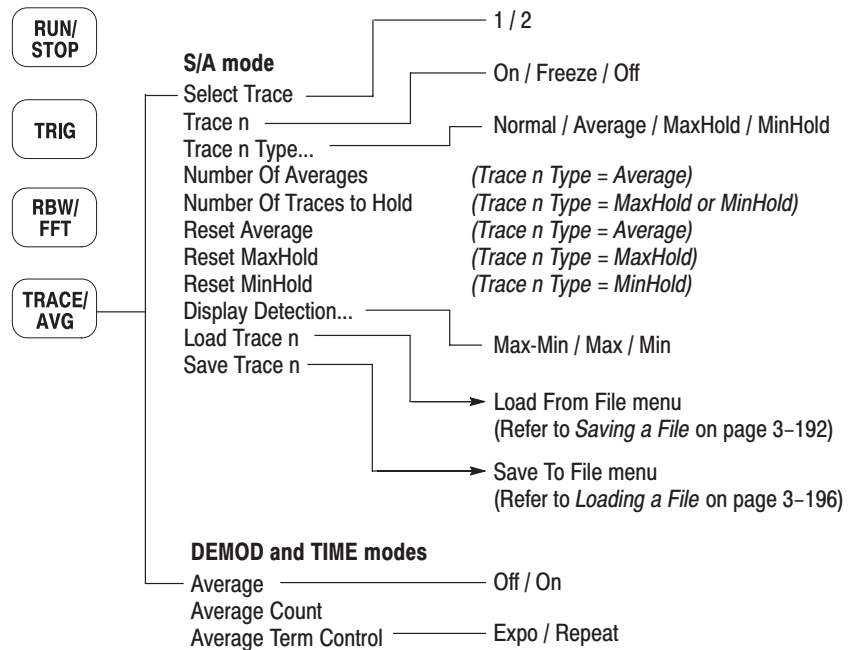 RUN/
STOP
TRIG
RBW/
FFT
TRACE/
AVG
S/A mode
Select Trace
1 / 2
Trace n
On / Freeze / Off
Trace n Type...
Normal / Average / MaxHold / MinHold
Number Of Averages (Trace n Type = Average)
Number Of Traces to Hold (Trace n Type = MaxHold or MinHold)
Reset Average (Trace n Type = Average)
Reset MaxHold (Trace n Type = MaxHold)
Reset MinHold (Trace n Type = MinHold)
Display Detection...
Max-Min / Max / Min
Load Trace n
Load From File menu
(Refer to Saving a File on page 3–192)
Save Trace n
Save To File menu
(Refer to Loading a File on page 3–196)
DEMOD and TIME modes
Average
Off / On
Average Count
Average Term Control
Expo / Repeat